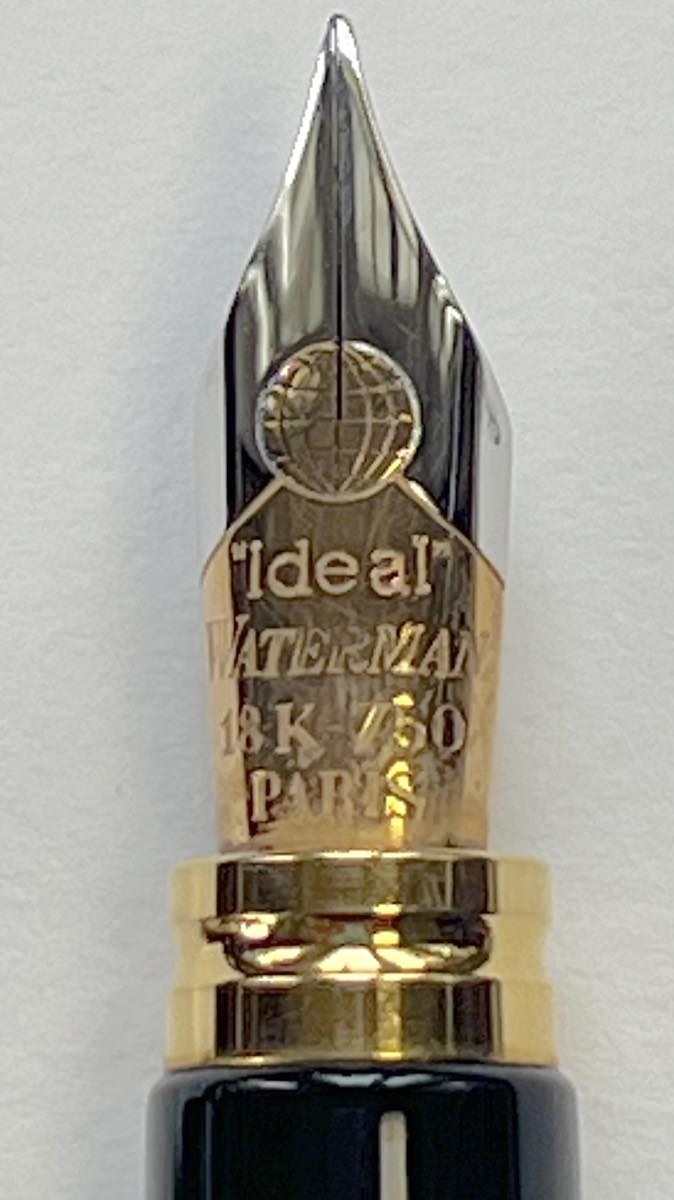 "Ideal"
WATERMAN
18K-750
PARIS